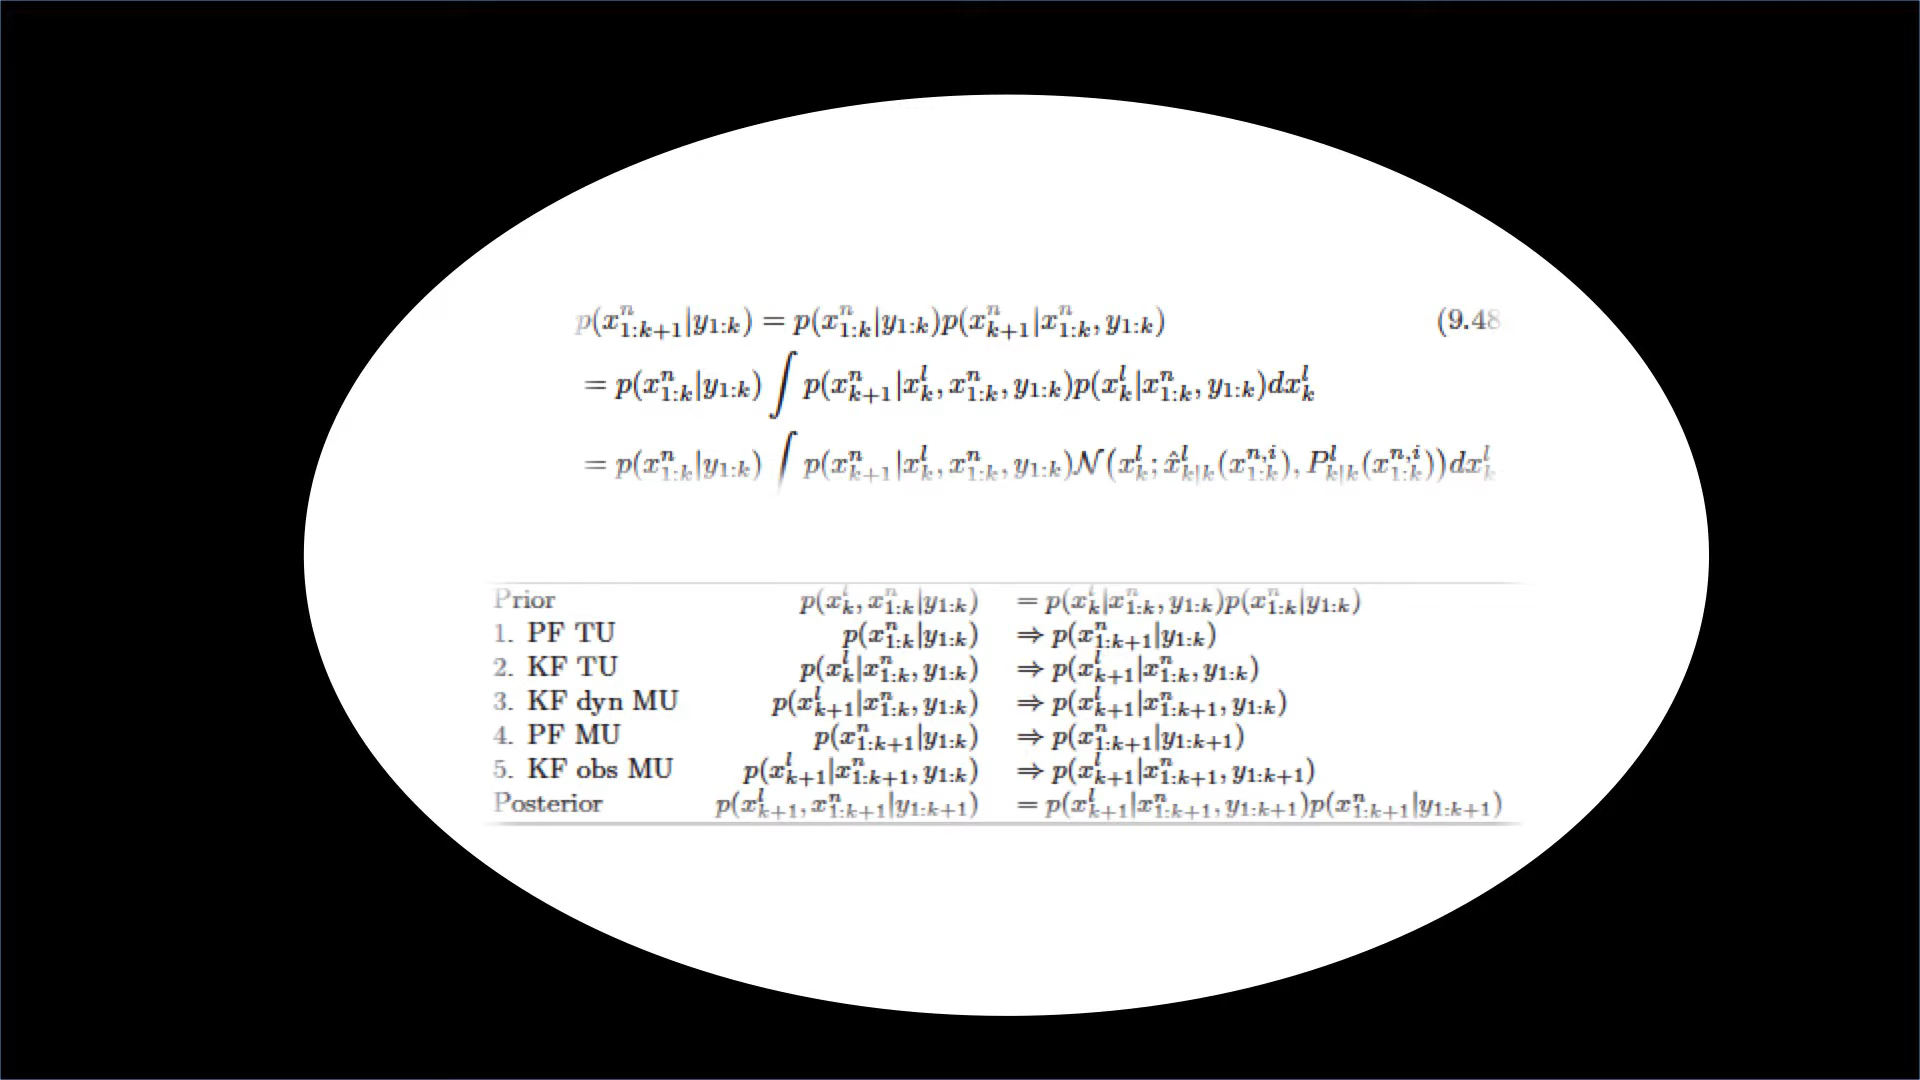 p(x^n_{1:k+1}|y_{1:k}) = p(x^n_{1:k}|y_{1:k})p(x^n_{k+1}|x^n_{1:k}, y_{1:k}) (9.48
= p(x^n_{1:k}|y_{1:k}) ∫ p(x^n_{k+1}|x^l_k, x^n_{1:k}, y_{1:k})p(x^l_k|x^n_{1:k}, y_{1:k})dx^l_k
= p(x^n_{1:k}|y_{1:k}) ∫ p(x^n_{k+1}|x^l_k, x^n_{1:k}, y_{1:k})𝒩(x^l_k; x̂^l_{k|k}(x^{n,i}_{1:k}), P^l_{k|k}(x^{n,i}_{1:k}))dx^l_k
Prior p(x^l_k, x^n_{1:k}|y_{1:k}) = p(x^l_k|x^n_{1:k}, y_{1:k})p(x^n_{1:k}|y_{1:k})
1. PF TU p(x^n_{1:k}|y_{1:k}) ⇒ p(x^n_{1:k+1}|y_{1:k})
2. KF TU p(x^l_k|x^n_{1:k}, y_{1:k}) ⇒ p(x^l_{k+1}|x^n_{1:k}, y_{1:k})
3. KF dyn MU p(x^l_{k+1}|x^n_{1:k}, y_{1:k}) ⇒ p(x^l_{k+1}|x^n_{1:k+1}, y_{1:k})
4. PF MU p(x^n_{1:k+1}|y_{1:k}) ⇒ p(x^n_{1:k+1}|y_{1:k+1})
5. KF obs MU p(x^l_{k+1}|x^n_{1:k+1}, y_{1:k}) ⇒ p(x^l_{k+1}|x^n_{1:k+1}, y_{1:k+1})
Posterior p(x^l_{k+1}, x^n_{1:k+1}|y_{1:k+1}) = p(x^l_{k+1}|x^n_{1:k+1}, y_{1:k+1})p(x^n_{1:k+1}|y_{1:k+1})